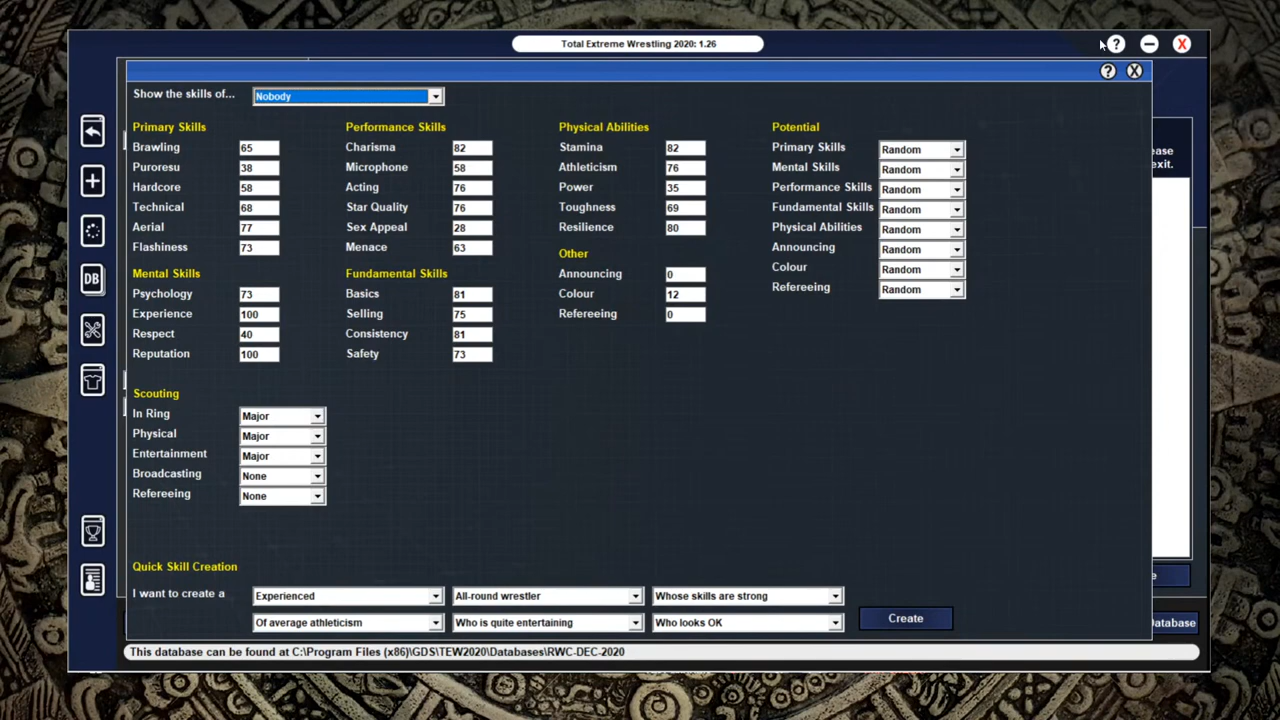 Total Extreme Wrestling 2020: 1.26
?
X
?
X
Show the skills of... Nobody
Primary Skills
Brawling 65
Puroresu 38
Hardcore 58
Technical 68
Aerial 77
Flashiness 73
Mental Skills
Psychology 73
Experience 100
Respect 40
Reputation 100
Performance Skills
Charisma 82
Microphone 58
Acting 76
Star Quality 76
Sex Appeal 28
Menace 63
Fundamental Skills
Basics 81
Selling 75
Consistency 81
Safety 73
Physical Abilities
Stamina 82
Athleticism 76
Power 35
Toughness 69
Resilience 80
Other
Announcing 0
Colour 12
Refereeing 0
Potential
Primary Skills Random
Mental Skills Random
Performance Skills Random
Fundamental Skills Random
Physical Abilities Random
Announcing Random
Colour Random
Refereeing Random
Scouting
In Ring Major
Physical Major
Entertainment Major
Broadcasting None
Refereeing None
Quick Skill Creation
I want to create a Experienced All-round wrestler Whose skills are strong
Of average athleticism Who is quite entertaining Who looks OK Create
DB
ease
exit.
e
atabase
This database can be found at C:\Program Files (x86)\GDS\TEW2020\Databases\RWC-DEC-2020